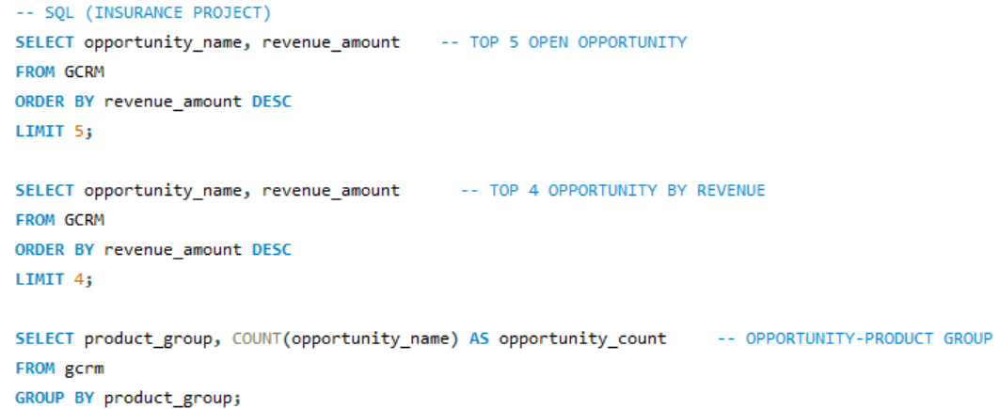 -- SQL (INSURANCE PROJECT)
SELECT opportunity_name, revenue_amount    -- TOP 5 OPEN OPPORTUNITY
FROM GCRM
ORDER BY revenue_amount DESC
LIMIT 5;
SELECT opportunity_name, revenue_amount      -- TOP 4 OPPORTUNITY BY REVENUE
FROM GCRM
ORDER BY revenue_amount DESC
LIMIT 4;
SELECT product_group, COUNT(opportunity_name) AS opportunity_count     -- OPPORTUNITY-PRODUCT GROUP
FROM gcrm
GROUP BY product_group;